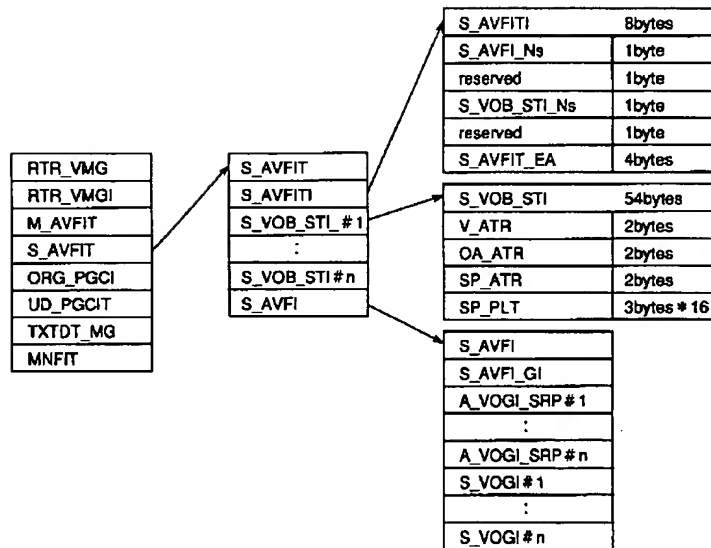 RTR_VMG
RTR_VMGI
M_AVFIT
S_AVFIT
ORG_PGCI
UD_PGCIT
TXTDT_MG
MNFIT
S_AVFIT
S_AVFITI
S_VOB_STI_#1
:
S_VOB_STI#n
S_AVFI
S_AVFITI 8bytes
S_AVFI_Ns 1byte
reserved 1byte
S_VOB_STI_Ns 1byte
reserved 1byte
S_AVFIT_EA 4bytes
S_VOB_STI 54bytes
V_ATR 2bytes
OA_ATR 2bytes
SP_ATR 2bytes
SP_PLT 3bytes*16
S_AVFI
S_AVFI_GI
A_VOGI_SRP#1
:
A_VOGI_SRP#n
S_VOGI#1
:
S_VOGI#n